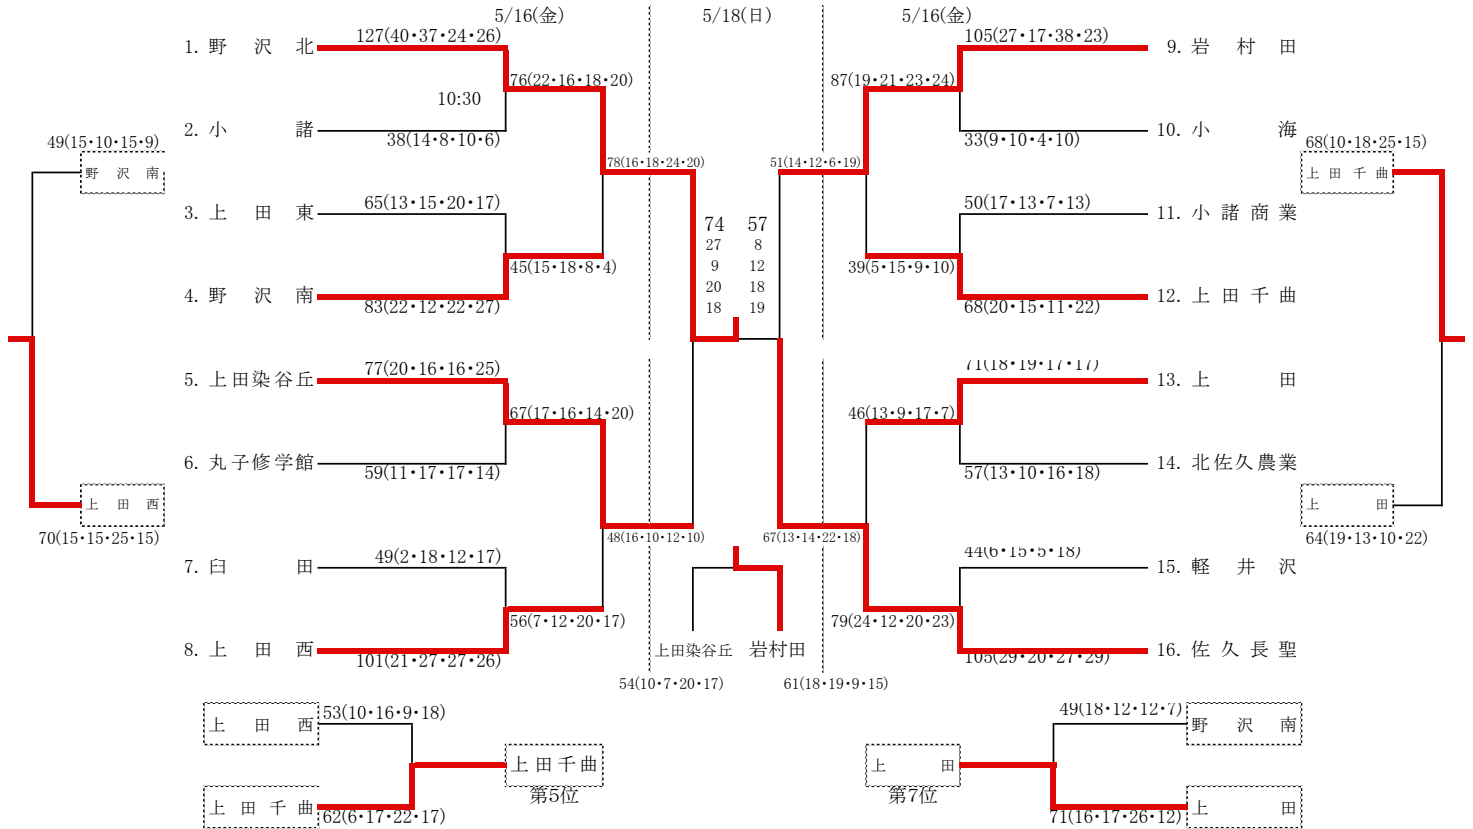 5/16(金)
5/18(日)
5/16(金)
1. 野沢北
127(40・37・24・26)
105(27・17・38・23)
9. 岩村田
76(22・16・18・20)
87(19・21・23・24)
10:30
2. 小諸
38(14・8・10・6)
33(9・10・4・10)
10. 小海
49(15・10・15・9)
野沢南
78(16・18・24・20)
51(14・12・6・19)
68(10・18・25・15)
上田千曲
3. 上田東
65(13・15・20・17)
50(17・13・7・13)
11. 小諸商業
74 57
27 8
9 12
20 18
18 19
45(15・18・8・4)
39(5・15・9・10)
4. 野沢南
83(22・12・22・27)
68(20・15・11・22)
12. 上田千曲
5. 上田染谷丘
77(20・16・16・25)
71(18・19・17・17)
13. 上田
67(17・16・14・20)
46(13・9・17・7)
6. 丸子修学館
59(11・17・17・14)
57(13・10・16・18)
14. 北佐久農業
上田西
70(15・15・25・15)
48(16・10・12・10)
67(13・14・22・18)
上田
64(19・13・10・22)
7. 臼田
49(2・18・12・17)
44(6・15・5・18)
15. 軽井沢
56(7・12・20・17)
79(24・12・20・23)
8. 上田西
101(21・27・27・26)
上田染谷丘
岩村田
105(29・20・27・29)
16. 佐久長聖
54(10・7・20・17)
61(18・19・9・15)
上田西
53(10・16・9・18)
49(18・12・12・7)
野沢南
上田千曲
第5位
上田
第7位
上田千曲
62(6・17・22・17)
71(16・17・26・12)
上田